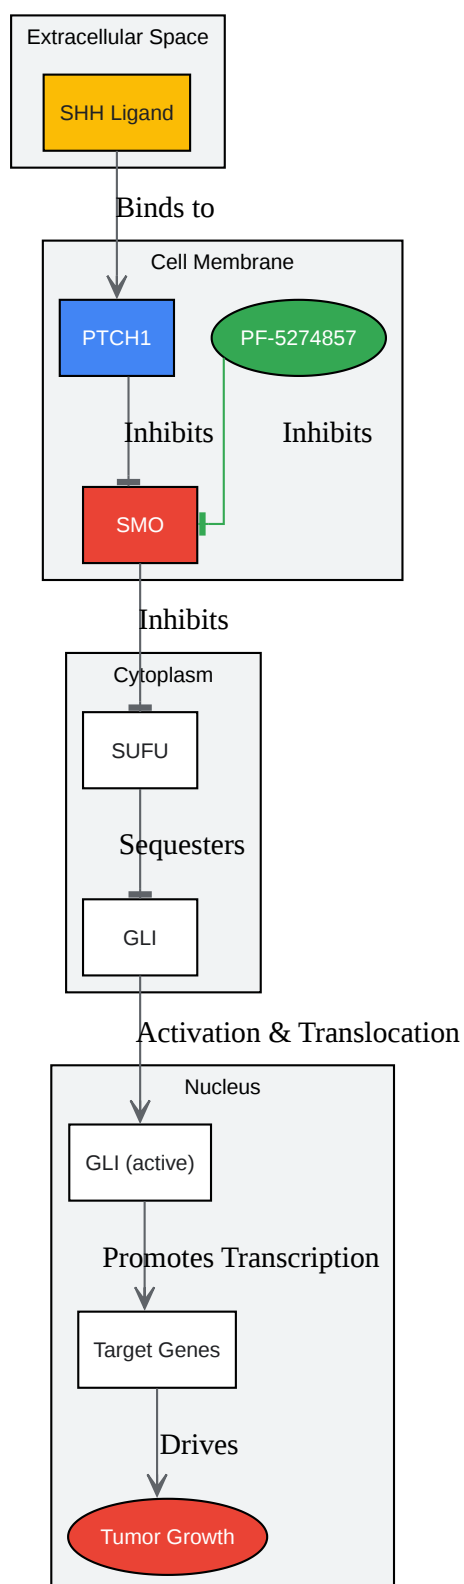 Extracellular Space
SHH Ligand
Binds to
Cell Membrane
PTCH1
PF-5274857
Inhibits
Inhibits
SMO
Inhibits
Cytoplasm
SUFU
Sequesters
GLI
Activation & Translocation
Nucleus
GLI (active)
Promotes Transcription
Target Genes
Drives
Tumor Growth